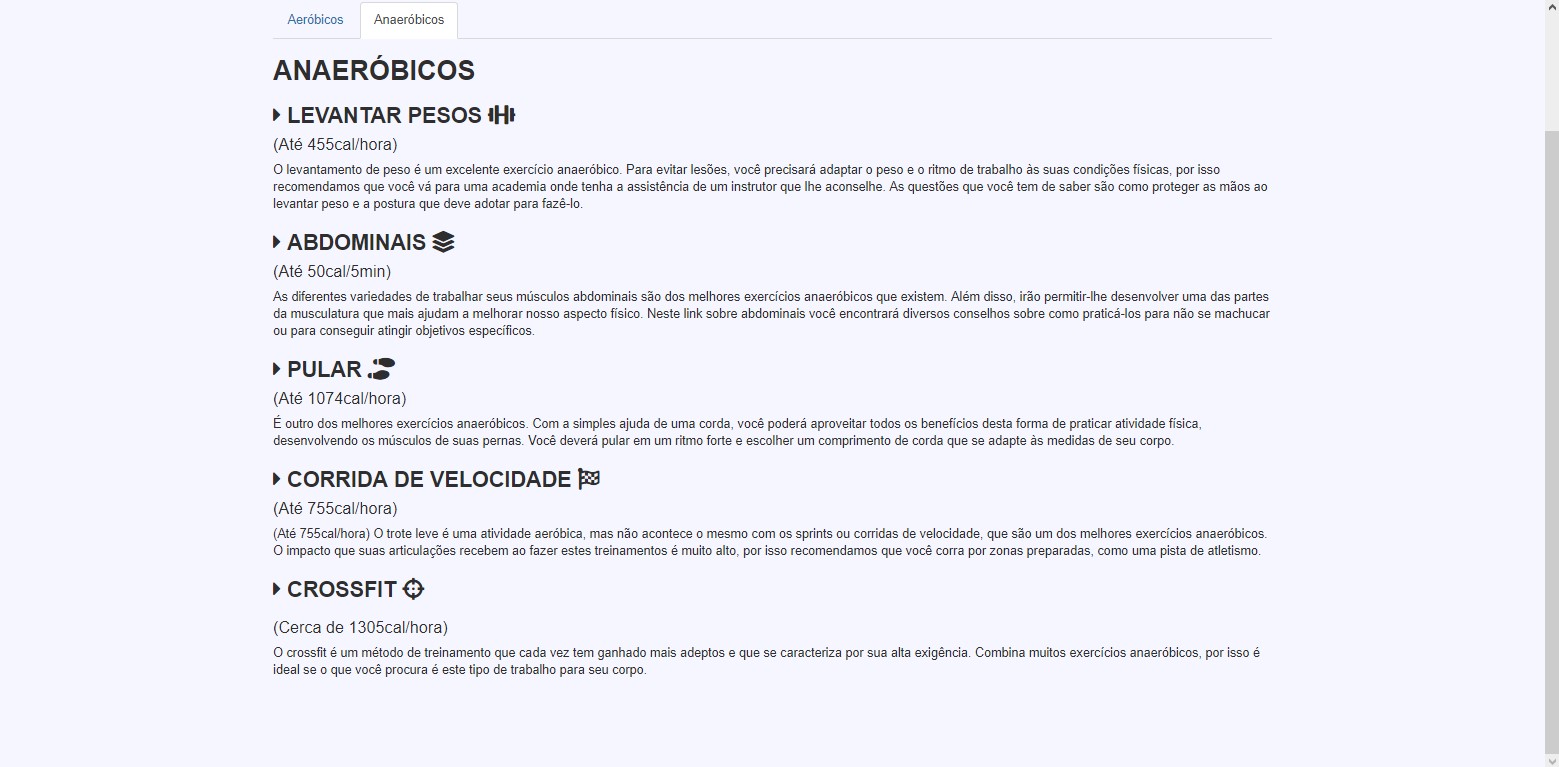 Aeróbicos
Anaeróbicos
ANAERÓBICOS
LEVANTAR PESOS
(Até 455cal/hora)
O levantamento de peso é um excelente exercício anaeróbico. Para evitar lesões, você precisará adaptar o peso e o ritmo de trabalho às suas condições físicas, por isso
recomendamos que você vá para uma academia onde tenha a assistência de um instrutor que lhe aconselhe. As questões que você tem de saber são como proteger as mãos ao
levantar peso e a postura que deve adotar para fazê-lo.
ABDOMINAIS
(Até 50cal/5min)
As diferentes variedades de trabalhar seus músculos abdominais são dos melhores exercícios anaeróbicos que existem. Além disso, irão permitir-lhe desenvolver uma das partes
da musculatura que mais ajudam a melhorar nosso aspecto físico. Neste link sobre abdominais você encontrará diversos conselhos sobre como praticá-los para não se machucar
ou para conseguir atingir objetivos específicos.
PULAR
(Até 1074cal/hora)
É outro dos melhores exercícios anaeróbicos. Com a simples ajuda de uma corda, você poderá aproveitar todos os benefícios desta forma de praticar atividade física,
desenvolvendo os músculos de suas pernas. Você deverá pular em um ritmo forte e escolher um comprimento de corda que se adapte às medidas de seu corpo.
CORRIDA DE VELOCIDADE
(Até 755cal/hora)
(Até 755cal/hora) O trote leve é uma atividade aeróbica, mas não acontece o mesmo com os sprints ou corridas de velocidade, que são um dos melhores exercícios anaeróbicos.
O impacto que suas articulações recebem ao fazer estes treinamentos é muito alto, por isso recomendamos que você corra por zonas preparadas, como uma pista de atletismo.
CROSSFIT
(Cerca de 1305cal/hora)
O crossfit é um método de treinamento que cada vez tem ganhado mais adeptos e que se caracteriza por sua alta exigência. Combina muitos exercícios anaeróbicos, por isso é
ideal se o que você procura é este tipo de trabalho para seu corpo.